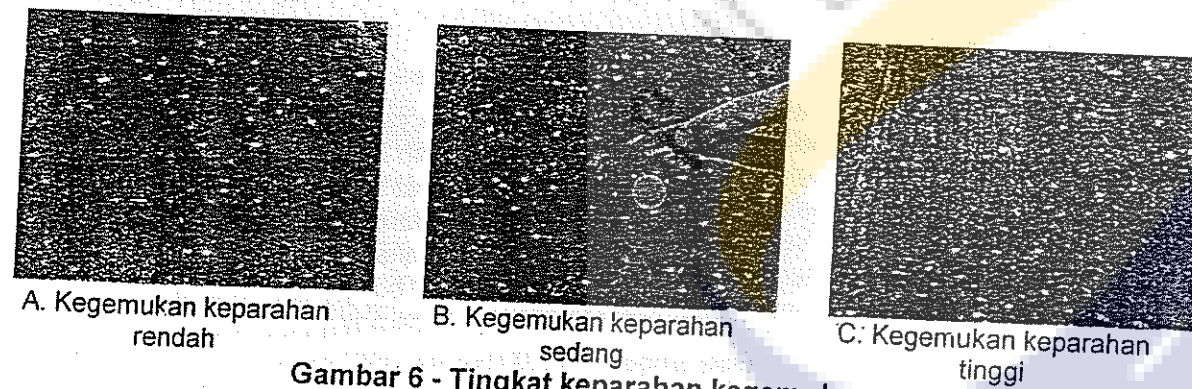 A. Kegemukan keparahan
rendah
B. Kegemukan keparahan
sedang
C. Kegemukan keparahan
tinggi
Gambar 6 - Tingkat keparahan